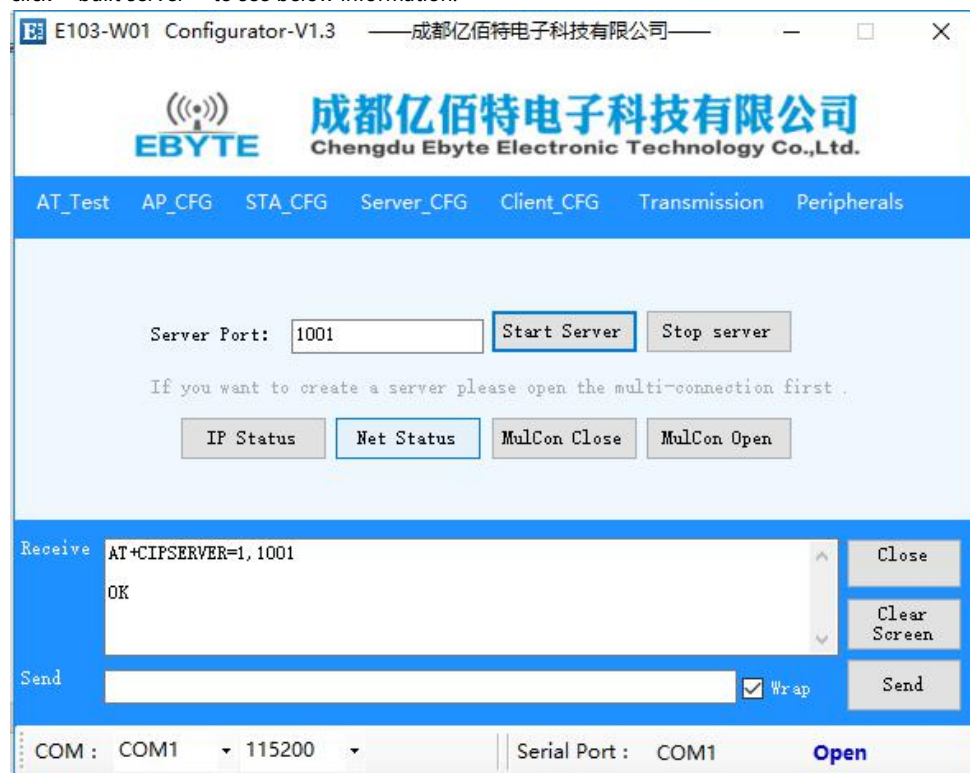 E103-W01 Configurator-V1.3 ——成都亿佰特电子科技有限公司——
EBYTE
成都亿佰特电子科技有限公司
Chengdu Ebyte Electronic Technology Co.,Ltd.
AT_Test AP_CFG STA_CFG Server_CFG Client_CFG Transmission Peripherals
Server Port: 1001 Start Server Stop server
If you want to create a server please open the multi-connection first .
IP Status Net Status MulCon Close MulCon Open
Receive
AT+CIPSERVER=1,1001
OK
Close
Clear
Screen
Send
Wrap
Send
COM : COM1 115200 Serial Port : COM1 Open